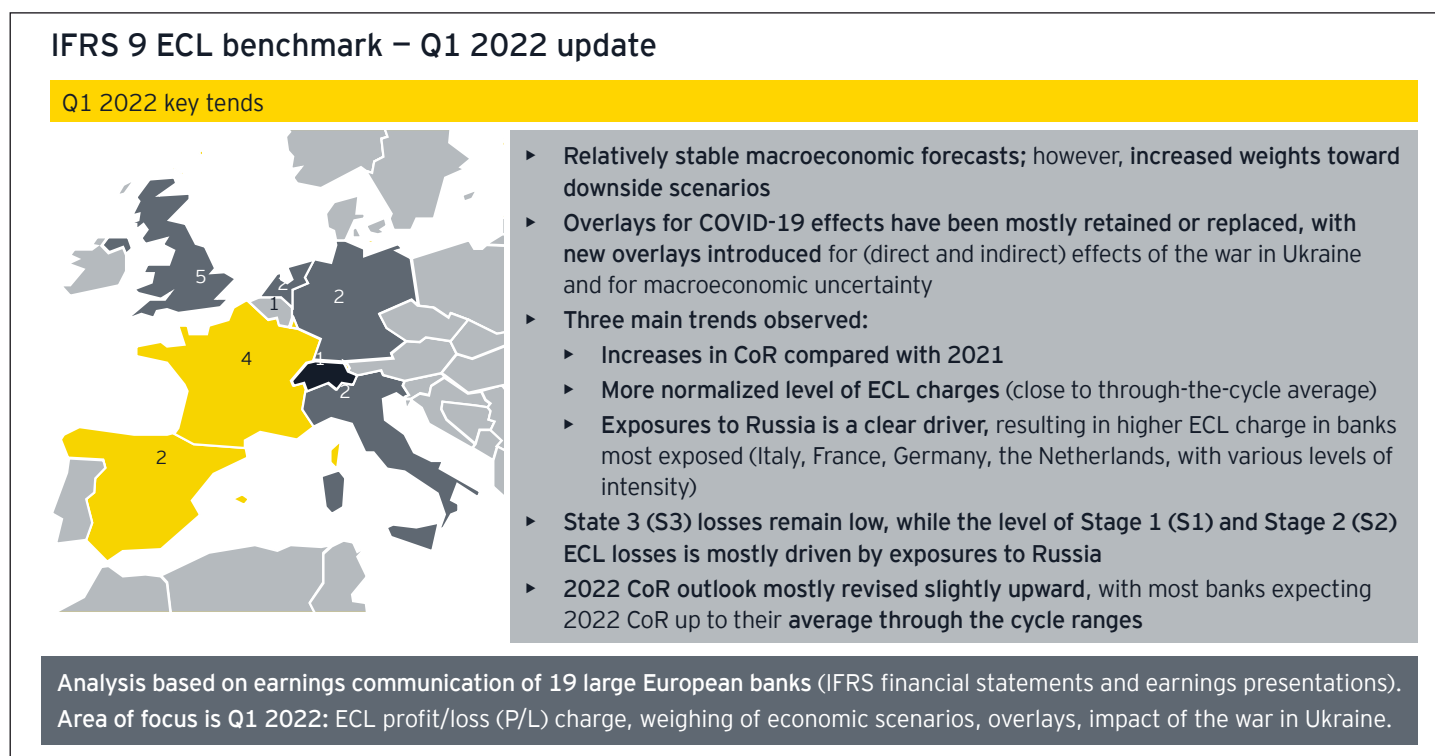 IFRS 9 ECL benchmark – Q1 2022 update
Q1 2022 key tends
5
2
1
2
4
1
2
2
▸ Relatively stable macroeconomic forecasts; however, increased weights toward
downside scenarios
▸ Overlays for COVID-19 effects have been mostly retained or replaced, with
new overlays introduced for (direct and indirect) effects of the war in Ukraine
and for macroeconomic uncertainty
▸ Three main trends observed:
▸ Increases in CoR compared with 2021
▸ More normalized level of ECL charges (close to through-the-cycle average)
▸ Exposures to Russia is a clear driver, resulting in higher ECL charge in banks
most exposed (Italy, France, Germany, the Netherlands, with various levels of
intensity)
▸ State 3 (S3) losses remain low, while the level of Stage 1 (S1) and Stage 2 (S2)
ECL losses is mostly driven by exposures to Russia
▸ 2022 CoR outlook mostly revised slightly upward, with most banks expecting
2022 CoR up to their average through the cycle ranges
Analysis based on earnings communication of 19 large European banks (IFRS financial statements and earnings presentations).
Area of focus is Q1 2022: ECL profit/loss (P/L) charge, weighing of economic scenarios, overlays, impact of the war in Ukraine.